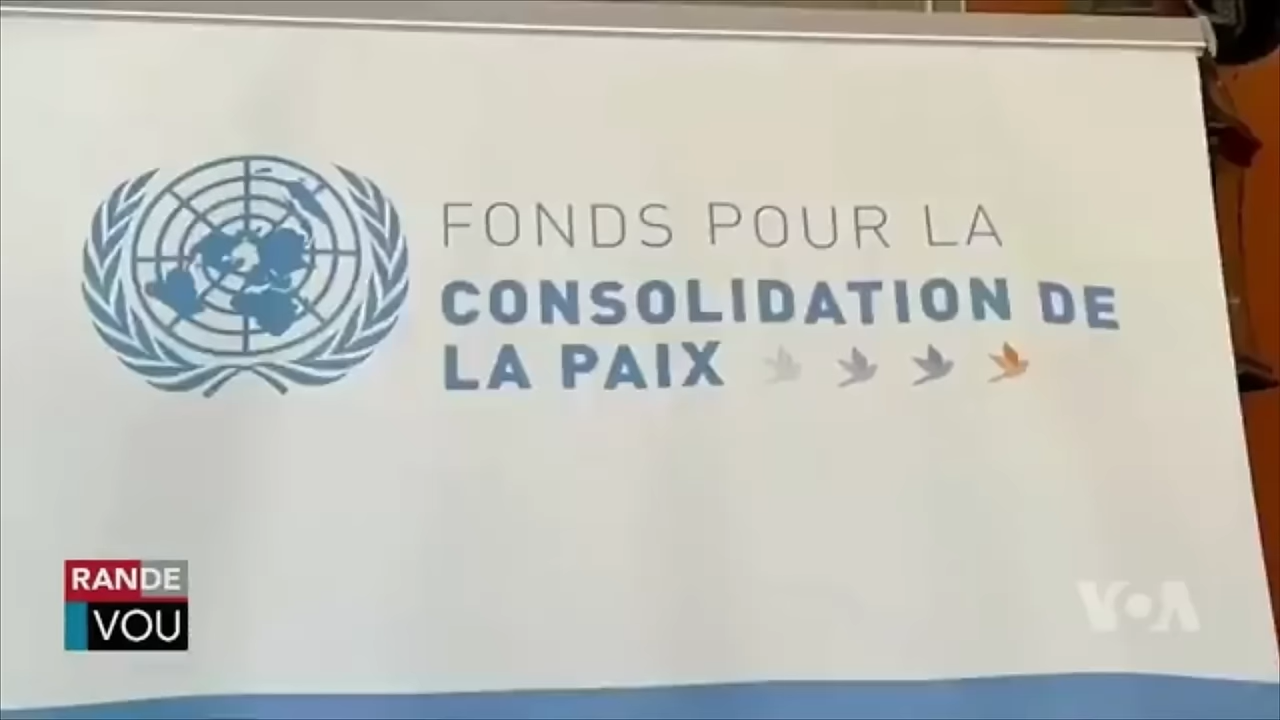 FONDS POUR LA
CONSOLIDATION DE
LA PAIX
RANDE
VOU
VOA